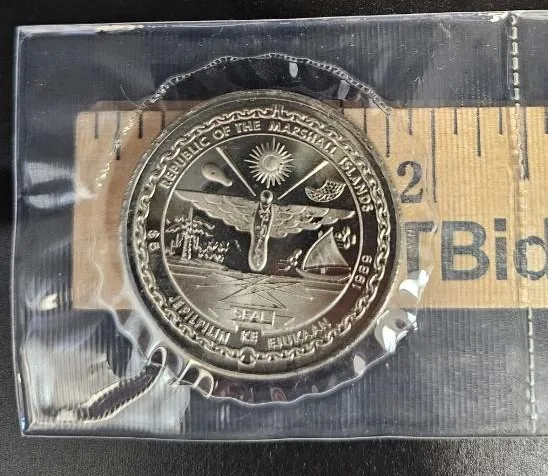 REPUBLIC OF THE MARSHALL ISLANDS
$5
1989
SEAL
JEPILPILIN KE EJUKAAN
2
TBid